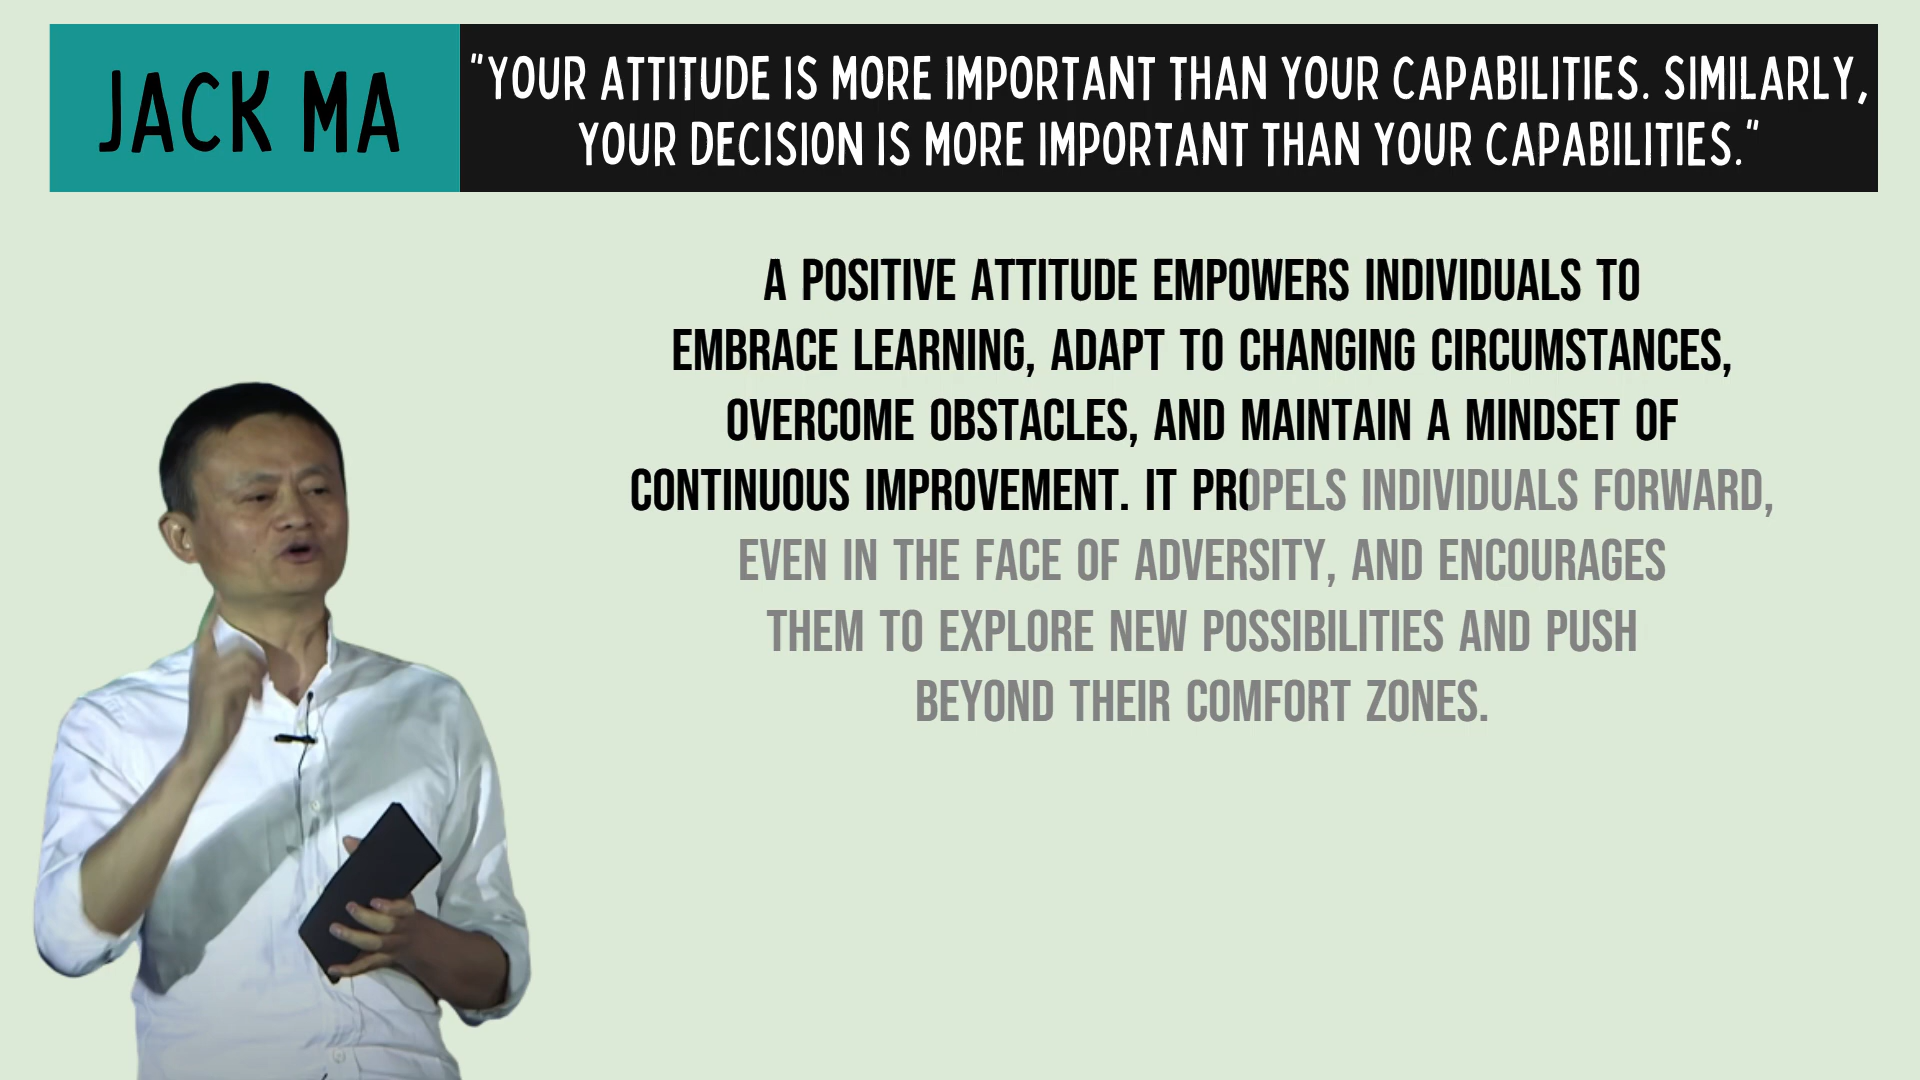 JACK MA
"YOUR ATTITUDE IS MORE IMPORTANT THAN YOUR CAPABILITIES. SIMILARLY,
YOUR DECISION IS MORE IMPORTANT THAN YOUR CAPABILITIES."
A POSITIVE ATTITUDE EMPOWERS INDIVIDUALS TO
EMBRACE LEARNING, ADAPT TO CHANGING CIRCUMSTANCES,
OVERCOME OBSTACLES, AND MAINTAIN A MINDSET OF
CONTINUOUS IMPROVEMENT. IT PROPELS INDIVIDUALS FORWARD,
EVEN IN THE FACE OF ADVERSITY, AND ENCOURAGES
THEM TO EXPLORE NEW POSSIBILITIES AND PUSH
BEYOND THEIR COMFORT ZONES.